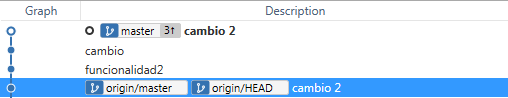 Graph Description
master 3↑ cambio 2
cambio
funcionalidad2
origin/master origin/HEAD cambio 2